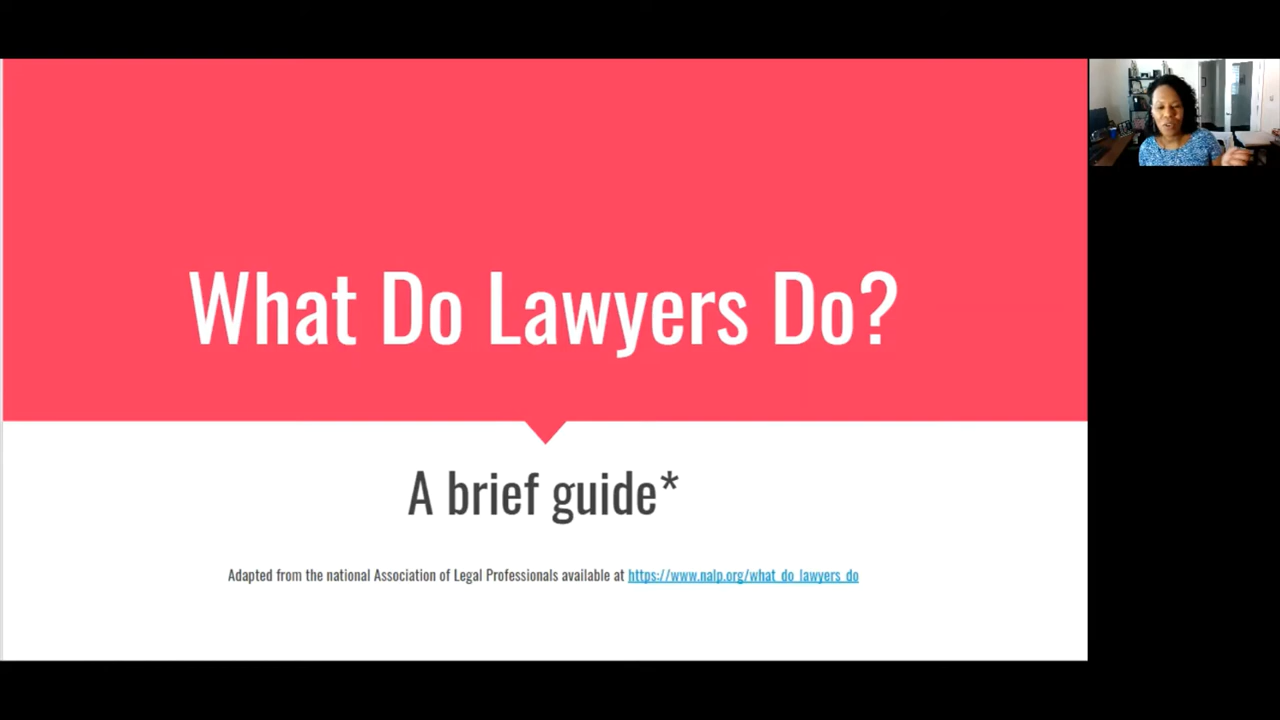 What Do Lawyers Do?
A brief guide*
Adapted from the national Association of Legal Professionals available at https://www.nalp.org/what_do_lawyers_do